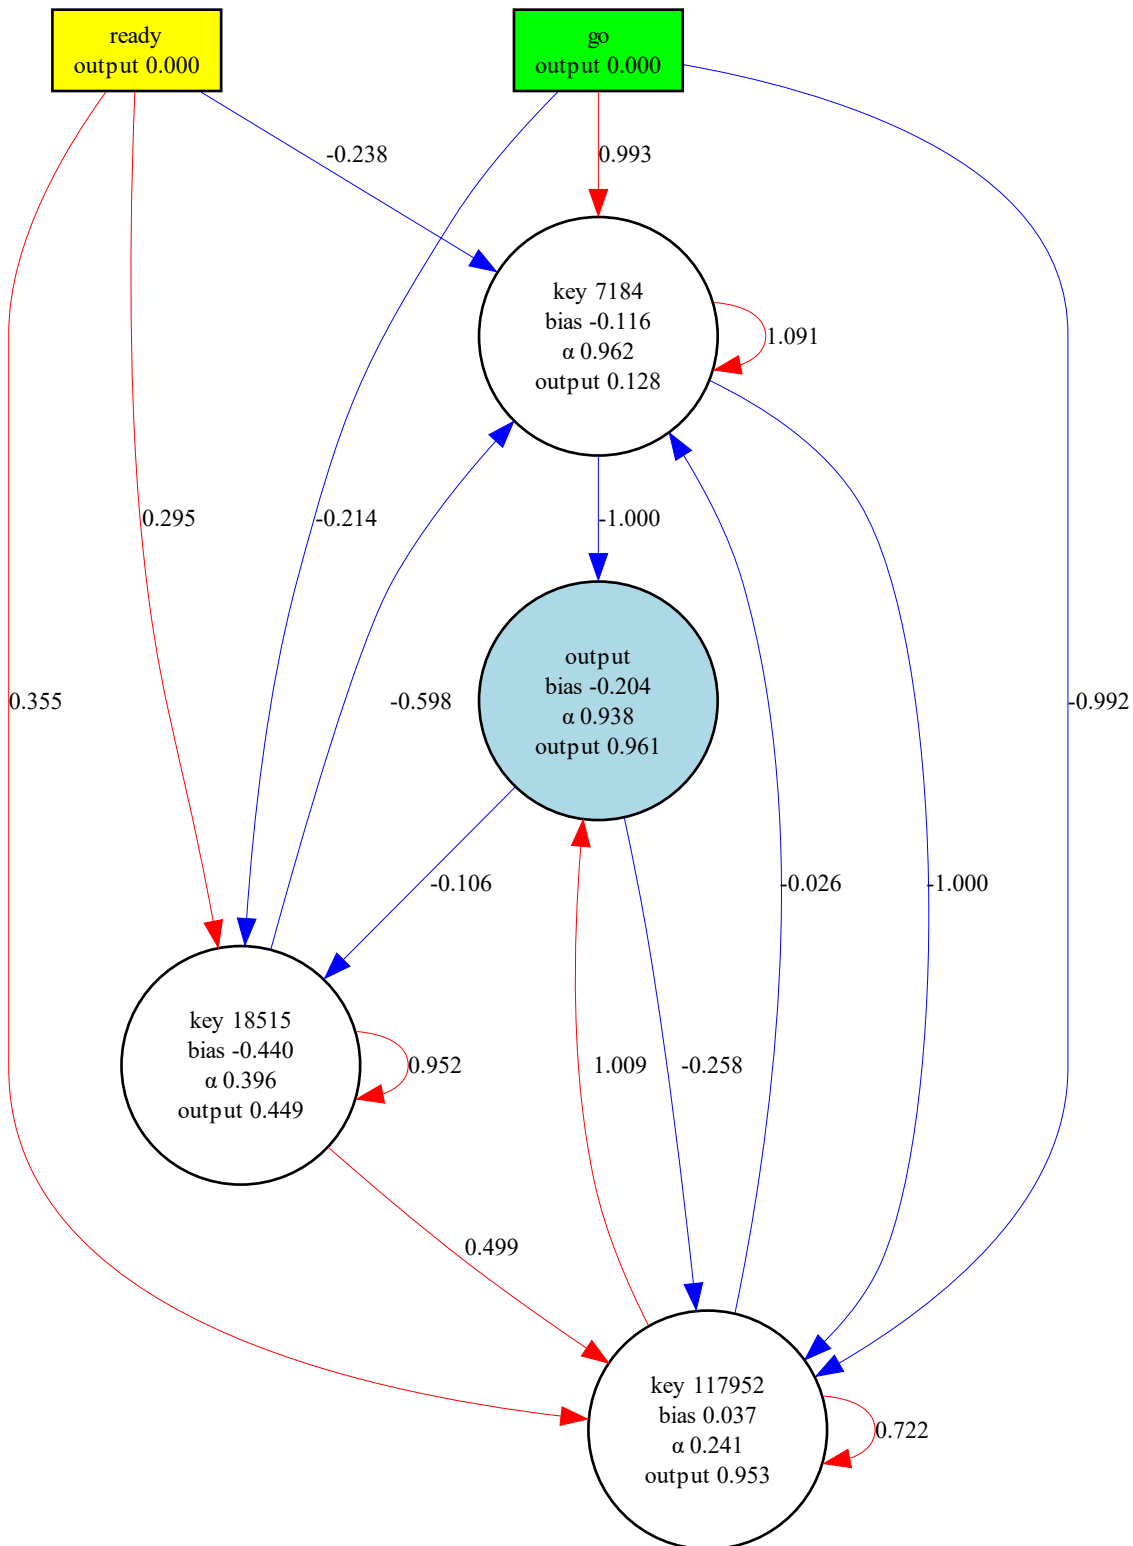 ready
output 0.000
go
output 0.000
-0.238
0.993
key 7184
bias -0.116
α 0.962
output 0.128
1.091
0.295
-0.214
-1.000
output
bias -0.204
α 0.938
output 0.961
0.355
-0.598
-0.992
-0.106
-0.026
-1.000
key 18515
bias -0.440
α 0.396
output 0.449
0.952
1.009
-0.258
0.499
key 117952
bias 0.037
α 0.241
output 0.953
0.722